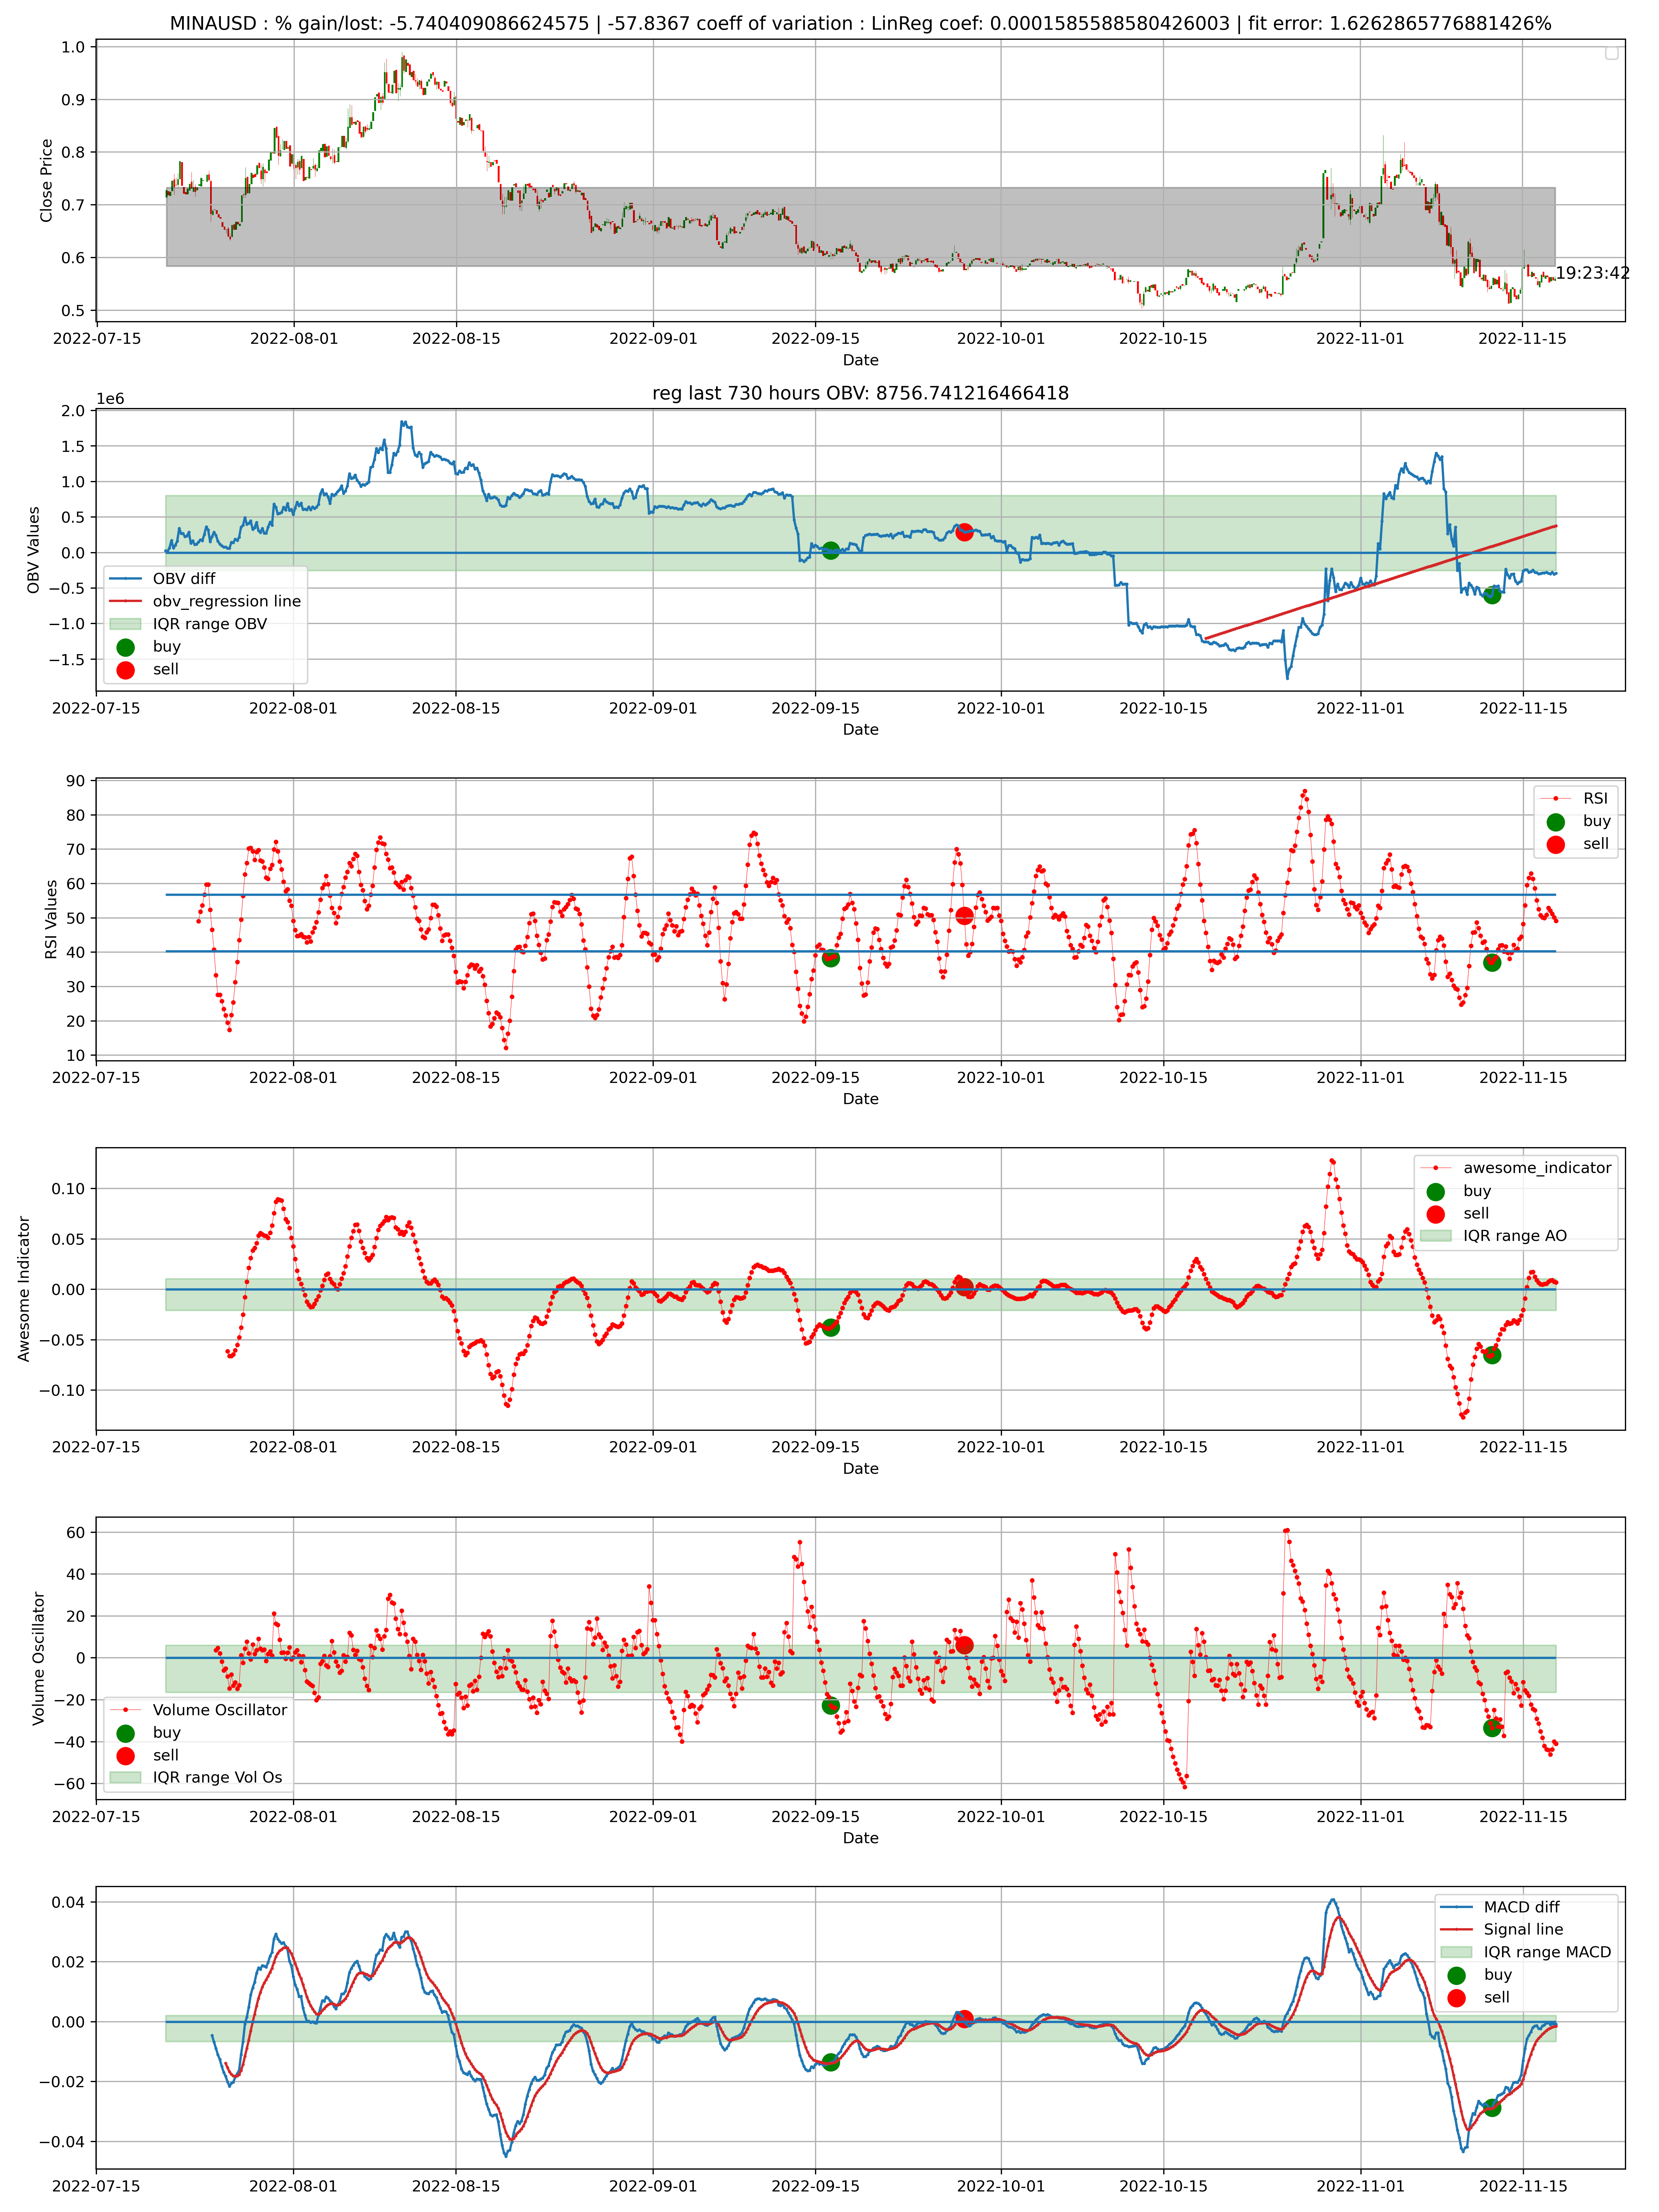 MINAUSD : % gain/lost: -5.740409086624575 | -57.8367 coeff of variation : LinReg coef: 0.0001585588580426003 | fit error: 1.6262865776881426%
1.0
0.9
0.8
0.7
0.6
0.5
Close Price
19:23:42
2022-07-15 2022-08-01 2022-08-15 2022-09-01 2022-09-15 2022-10-01 2022-10-15 2022-11-01 2022-11-15
Date
reg last 730 hours OBV: 8756.741216466418
1e6
2.0
1.5
1.0
0.5
0.0
−0.5
−1.0
−1.5
OBV Values
OBV diff
obv_regression line
IQR range OBV
buy
sell
2022-07-15 2022-08-01 2022-08-15 2022-09-01 2022-09-15 2022-10-01 2022-10-15 2022-11-01 2022-11-15
Date
90
80
70
60
50
40
30
20
10
RSI Values
RSI
buy
sell
2022-07-15 2022-08-01 2022-08-15 2022-09-01 2022-09-15 2022-10-01 2022-10-15 2022-11-01 2022-11-15
Date
0.10
0.05
0.00
−0.05
−0.10
Awesome Indicator
awesome_indicator
buy
sell
IQR range AO
2022-07-15 2022-08-01 2022-08-15 2022-09-01 2022-09-15 2022-10-01 2022-10-15 2022-11-01 2022-11-15
Date
60
40
20
0
−20
−40
−60
Volume Oscillator
Volume Oscillator
buy
sell
IQR range Vol Os
2022-07-15 2022-08-01 2022-08-15 2022-09-01 2022-09-15 2022-10-01 2022-10-15 2022-11-01 2022-11-15
Date
0.04
0.02
0.00
−0.02
−0.04
MACD diff
Signal line
IQR range MACD
buy
sell
2022-07-15 2022-08-01 2022-08-15 2022-09-01 2022-09-15 2022-10-01 2022-10-15 2022-11-01 2022-11-15